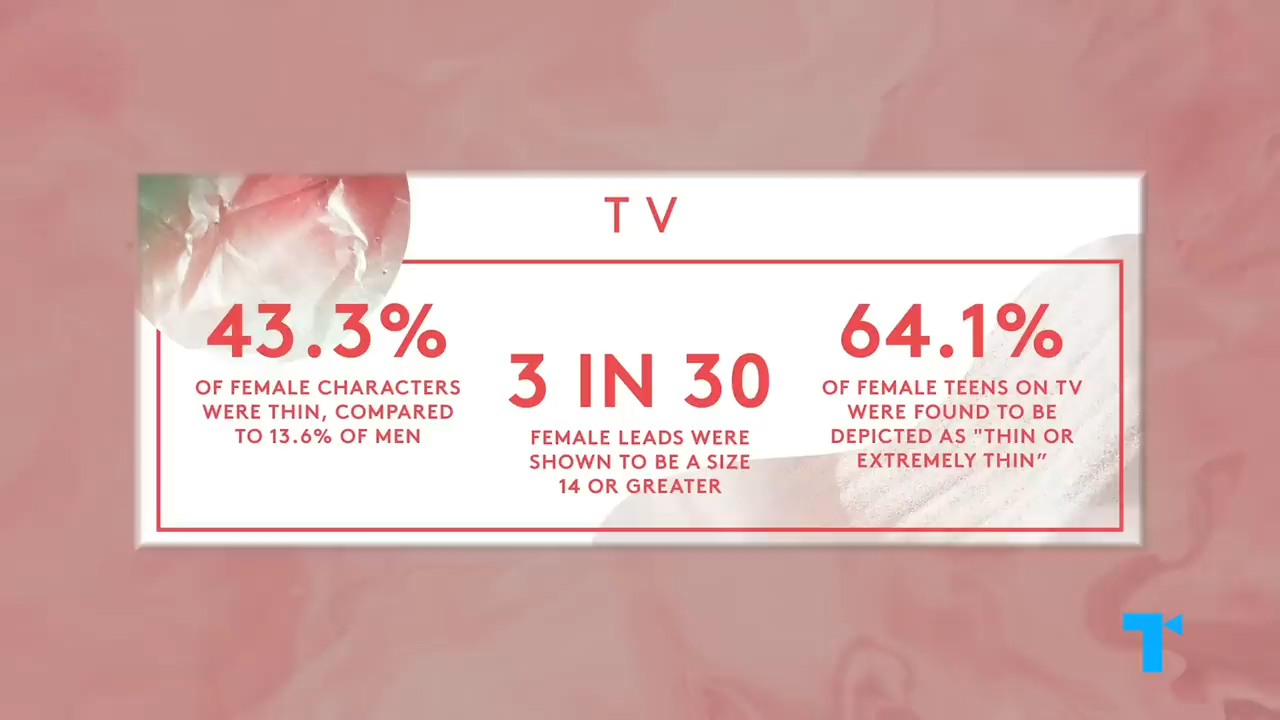 TV
43.3%
OF FEMALE CHARACTERS
WERE THIN, COMPARED
TO 13.6% OF MEN
3 IN 30
FEMALE LEADS WERE
SHOWN TO BE A SIZE
14 OR GREATER
64.1%
OF FEMALE TEENS ON TV
WERE FOUND TO BE
DEPICTED AS "THIN OR
EXTREMELY THIN”